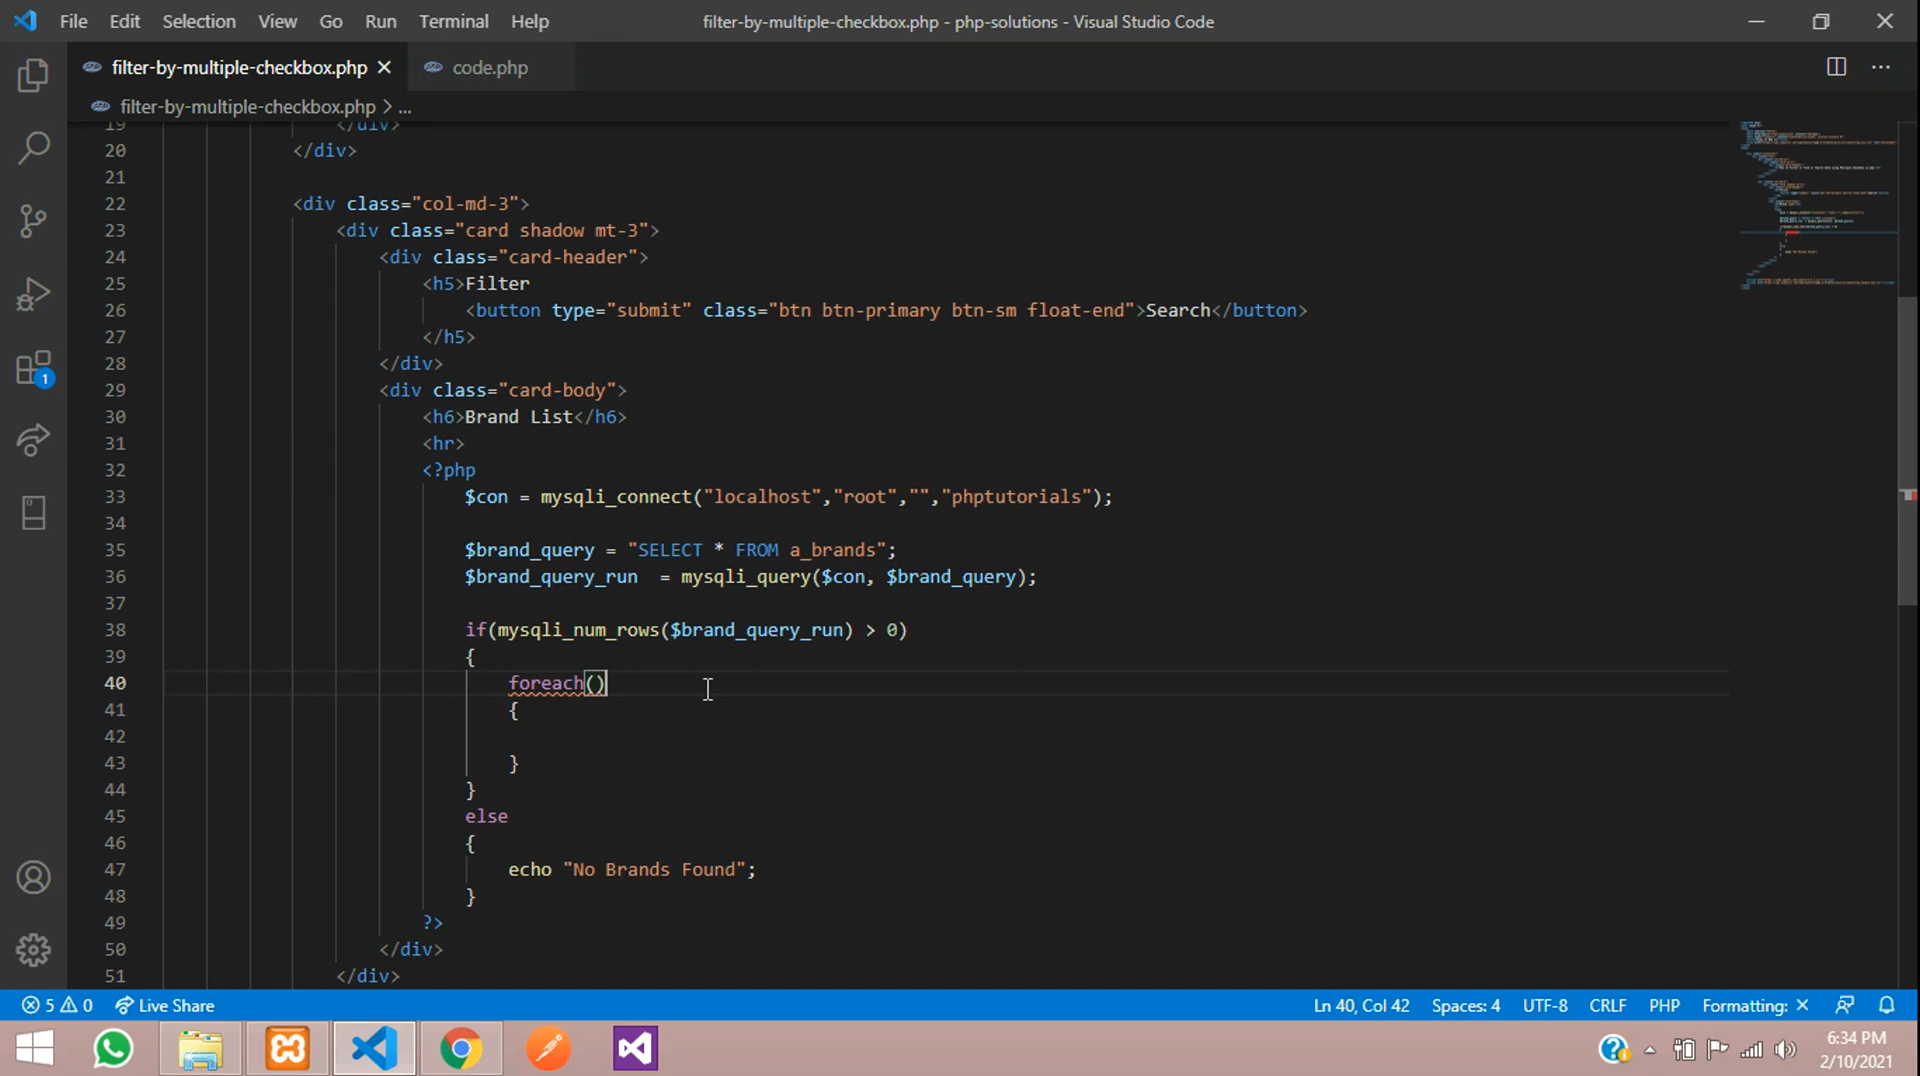 File Edit Selection View Go Run Terminal Help filter-by-multiple-checkbox.php - php-solutions - Visual Studio Code
filter-by-multiple-checkbox.php code.php
filter-by-multiple-checkbox.php > ...
19 </div>
20 </div>
21
22 <div class="col-md-3">
23 <div class="card shadow mt-3">
24 <div class="card-header">
25 <h5>Filter
26 <button type="submit" class="btn btn-primary btn-sm float-end">Search</button>
27 </h5>
28 </div>
29 <div class="card-body">
30 <h6>Brand List</h6>
31 <hr>
32 <?php
33 $con = mysqli_connect("localhost","root","","phptutorials");
34
35 $brand_query = "SELECT * FROM a_brands";
36 $brand_query_run  = mysqli_query($con, $brand_query);
37
38 if(mysqli_num_rows($brand_query_run) > 0)
39 {
40 foreach()
41 {
42
43 }
44 }
45 else
46 {
47 echo "No Brands Found";
48 }
49 ?>
50 </div>
51 </div>
1
5 0 Live Share Ln 40, Col 42 Spaces: 4 UTF-8 CRLF PHP Formatting: ×
6:34 PM
2/10/2021